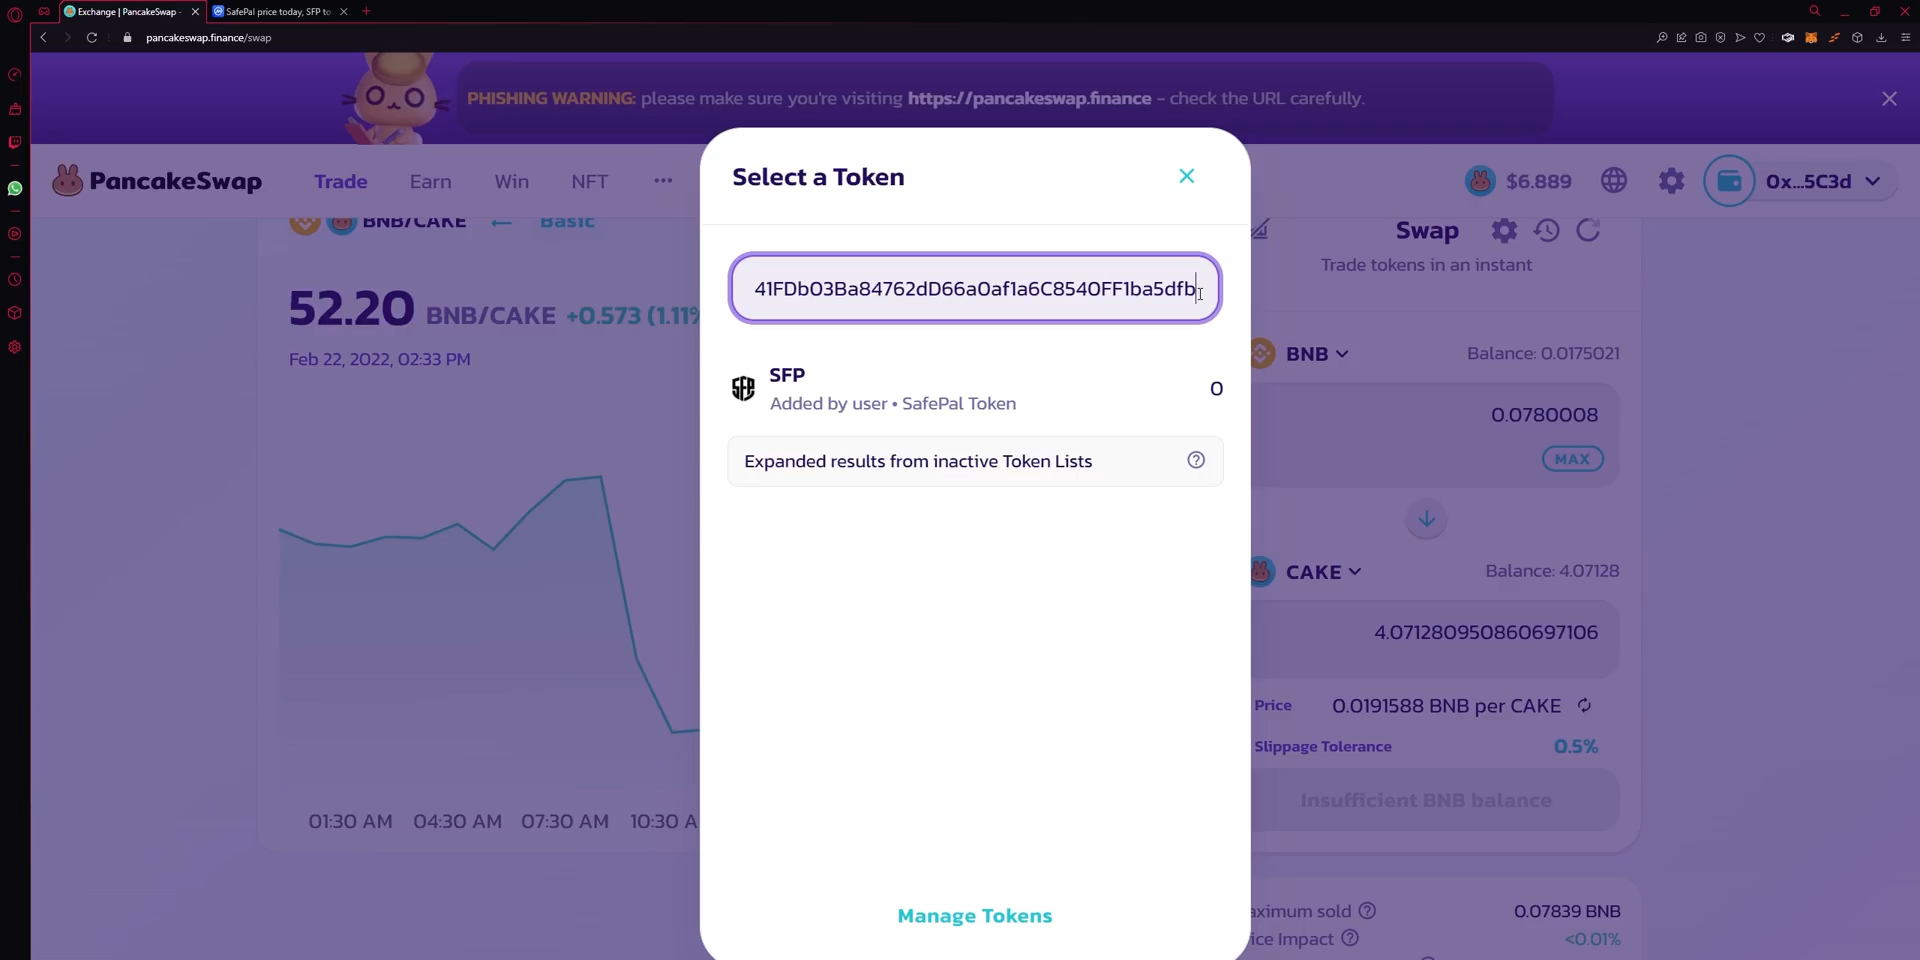 Exchange | PancakeSwap -
SafePal price today, SFP to
pancakeswap.finance/swap
PHISHING WARNING: please make sure you're visiting https://pancakeswap.finance - check the URL carefully.
PancakeSwap
Trade
Earn
Win
NFT
$6.889
0x...5C3d
Select a Token
41FDb03Ba84762dD66a0af1a6C8540FF1ba5dfb
SFP
Added by user • SafePal Token
0
Expanded results from inactive Token Lists
Manage Tokens
BNB/CAKE
Basic
52.20 BNB/CAKE +0.573 (1.11%
Feb 22, 2022, 02:33 PM
01:30 AM 04:30 AM 07:30 AM 10:30 A
Swap
Trade tokens in an instant
BNB
Balance: 0.0175021
0.0780008
MAX
CAKE
Balance: 4.07128
4.071280950860697106
Price
0.0191588 BNB per CAKE
Slippage Tolerance
0.5%
Insufficient BNB balance
aximum sold
0.07839 BNB
ice Impact
<0.01%